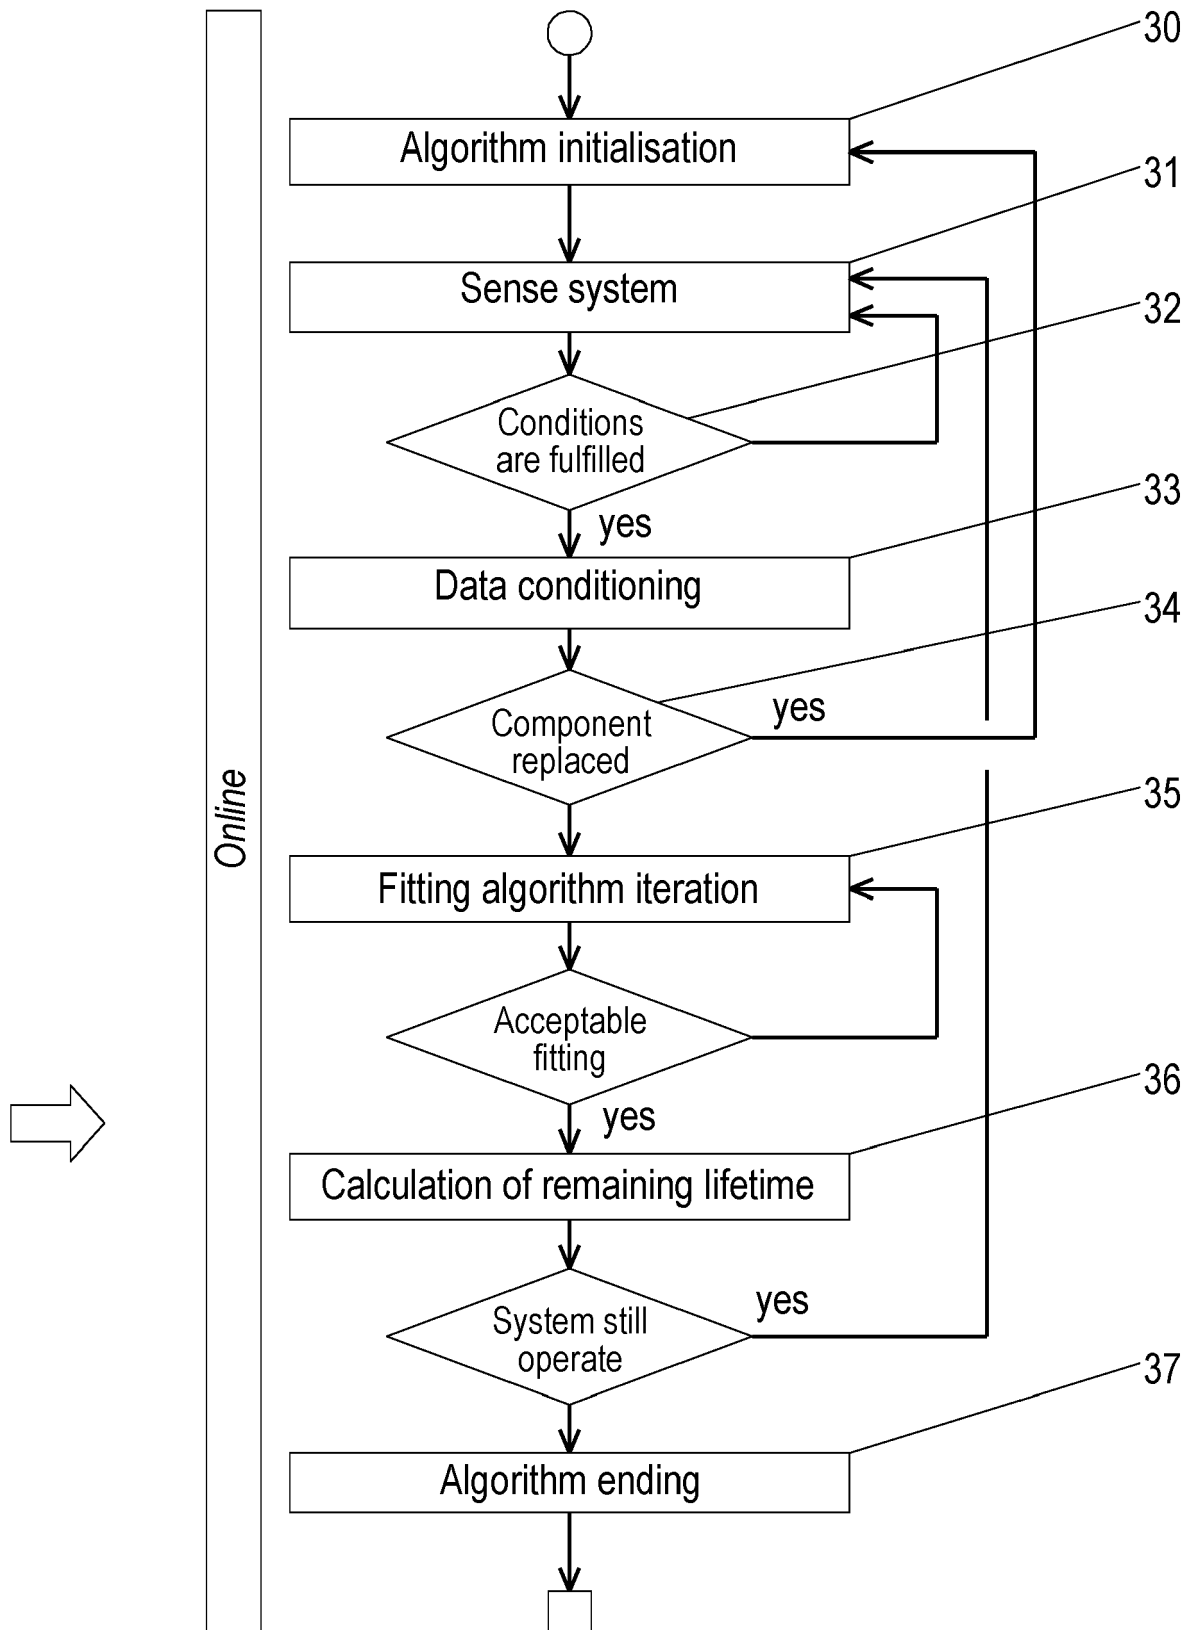 30
Algorithm initialisation
31
Sense system
32
Conditions
are fulfilled
33
yes
Data conditioning
34
Component
replaced
yes
Online
35
Fitting algorithm iteration
Acceptable
fitting
36
yes
Calculation of remaining lifetime
System still
operate
yes
37
Algorithm ending